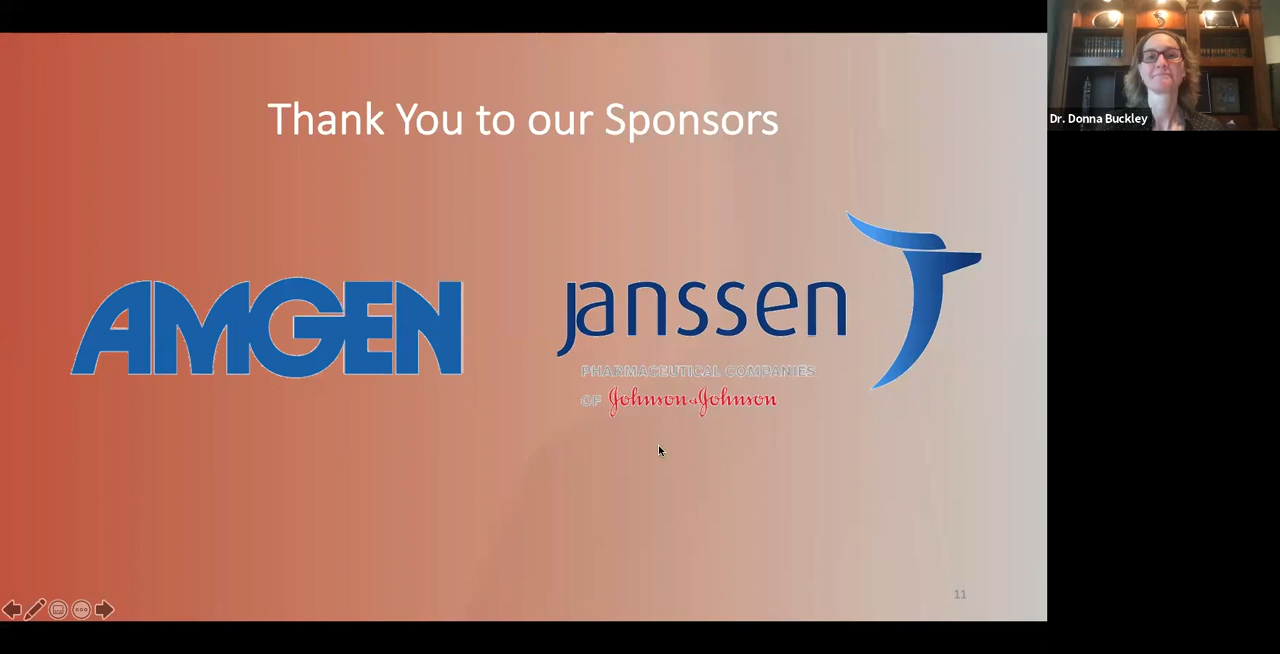 Thank You to our Sponsors
AMGEN
janssen
PHARMACEUTICAL COMPANIES
OF Johnson & Johnson
11
Dr. Donna Buckley